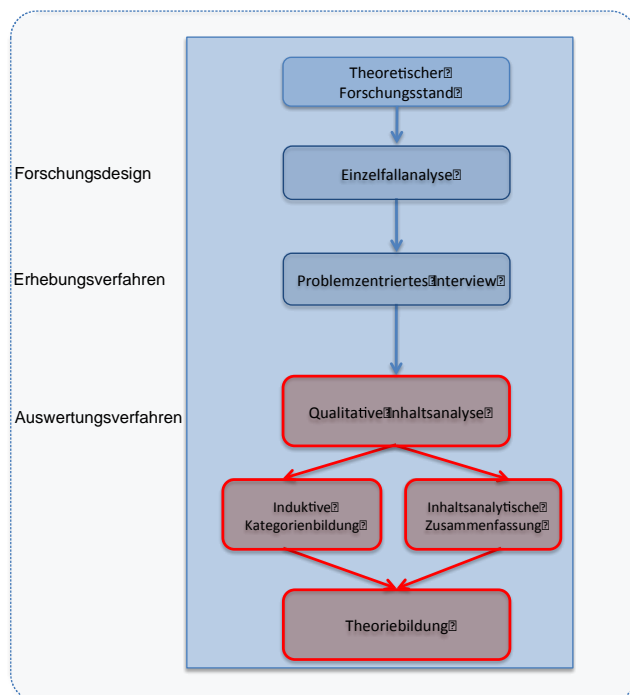 Theoretischer
Forschungsstand
Forschungsdesign
Einzelfallanalyse
Erhebungsverfahren
Problemzentriertes Interview
Auswertungsverfahren
Qualitative Inhaltsanalyse
Induktive
Kategorienbildung
Inhaltsanalytische
Zusammenfassung
Theoriebildung